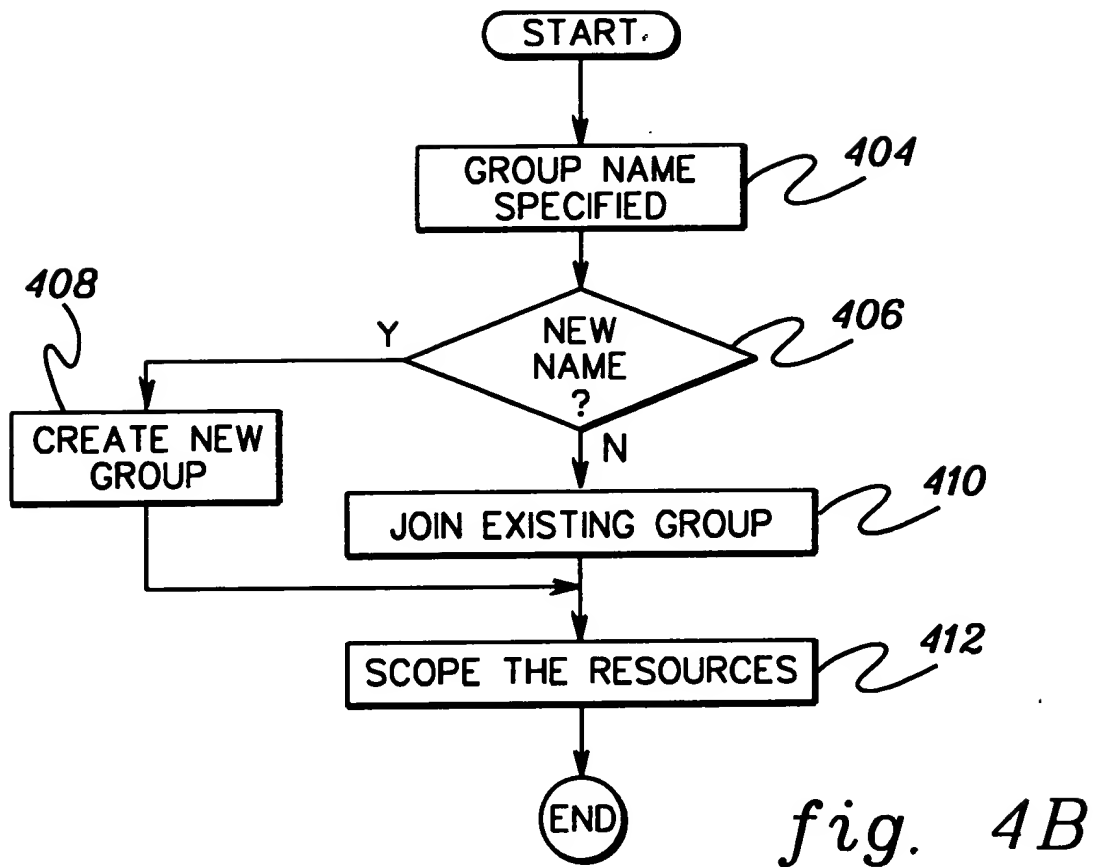 START
GROUP NAME
SPECIFIED
404
NEW
NAME
?
406
Y
N
408
CREATE NEW
GROUP
JOIN EXISTING GROUP
410
SCOPE THE RESOURCES
412
END
fig. 4B